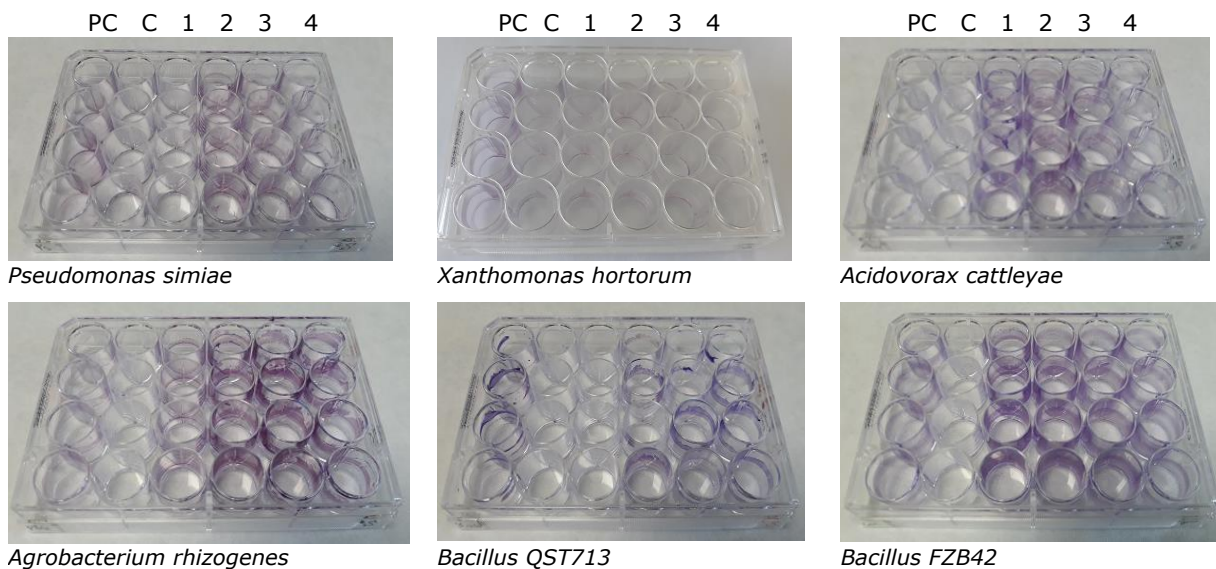 PC C 1 2 3 4 PC C 1 2 3 4 PC C 1 2 3 4
Pseudomonas simiae Xanthomonas hortorum Acidovorax cattleyae
Agrobacterium rhizogenes Bacillus QST713 Bacillus FZB42